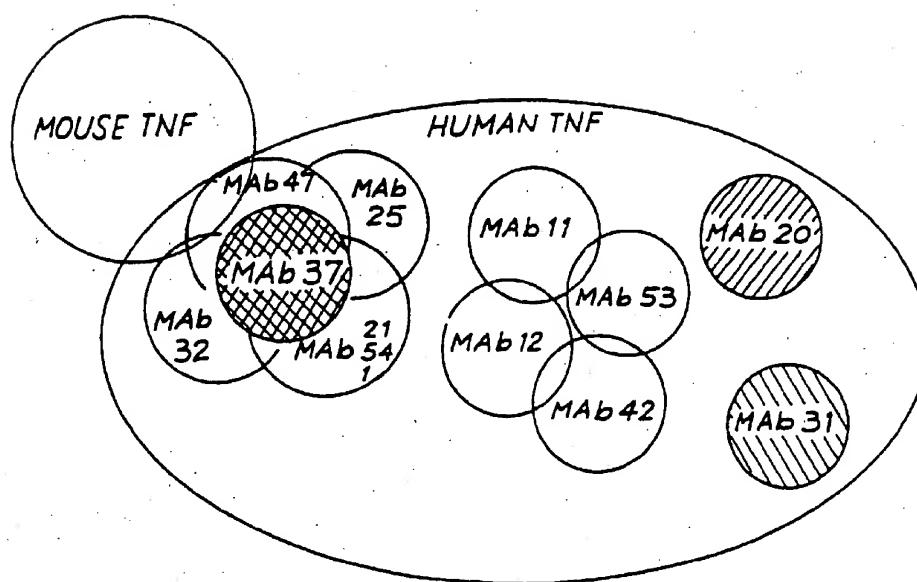 MOUSE TNF
HUMAN TNF
MAb 47
MAb
25
MAb 11
MAb 20
MAb 37
MAb 53
MAb
32
MAb 21
54
1
MAb 12
MAb 42
MAb 31